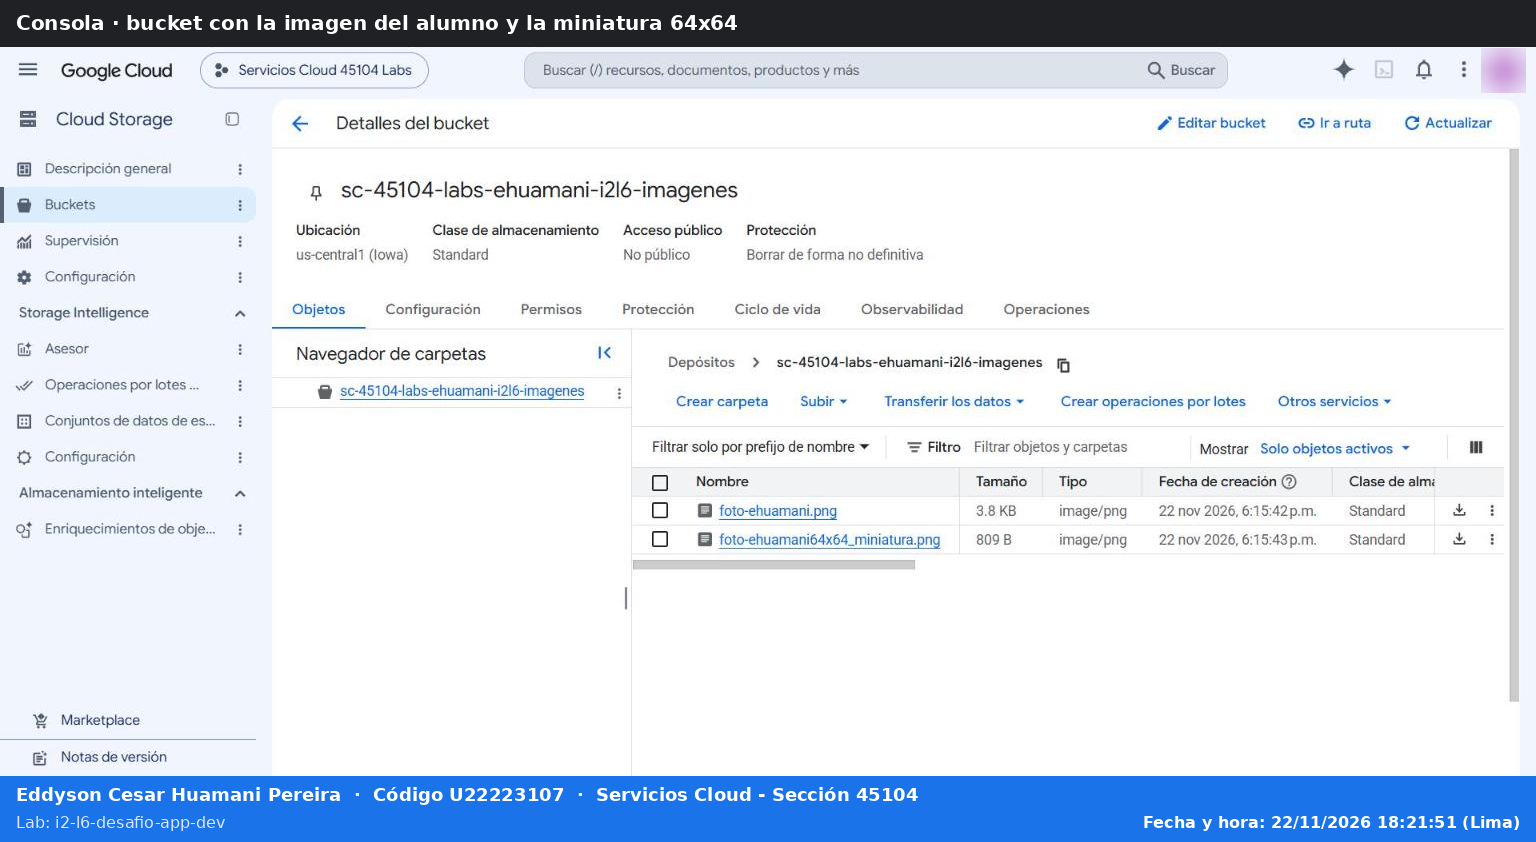 Consola · bucket con la imagen del alumno y la miniatura 64x64
Google Cloud
Servicios Cloud 45104 Labs
Buscar (/) recursos, documentos, productos y más
Buscar
Cloud Storage
Detalles del bucket
Editar bucket
Ir a ruta
Actualizar
Descripción general
Buckets
Supervisión
Configuración
Storage Intelligence
Asesor
Operaciones por lotes ...
Conjuntos de datos de es...
Configuración
Almacenamiento inteligente
Enriquecimientos de obje...
Marketplace
Notas de versión
sc-45104-labs-ehuamani-i2l6-imagenes
Ubicación Clase de almacenamiento Acceso público Protección
us-central1 (Iowa) Standard No público Borrar de forma no definitiva
Objetos Configuración Permisos Protección Ciclo de vida Observabilidad Operaciones
Navegador de carpetas
sc-45104-labs-ehuamani-i2l6-imagenes
Depósitos sc-45104-labs-ehuamani-i2l6-imagenes
Crear carpeta Subir Transferir los datos Crear operaciones por lotes Otros servicios
Filtrar solo por prefijo de nombre Filtro Filtrar objetos y carpetas Mostrar Solo objetos activos
Nombre Tamaño Tipo Fecha de creación Clase de alma
foto-ehuamani.png 3.8 KB image/png 22 nov 2026, 6:15:42 p.m. Standard
foto-ehuamani64x64_miniatura.png 809 B image/png 22 nov 2026, 6:15:43 p.m. Standard
Eddyson Cesar Huamani Pereira · Código U22223107 · Servicios Cloud - Sección 45104
Lab: i2-l6-desafio-app-dev
Fecha y hora: 22/11/2026 18:21:51 (Lima)